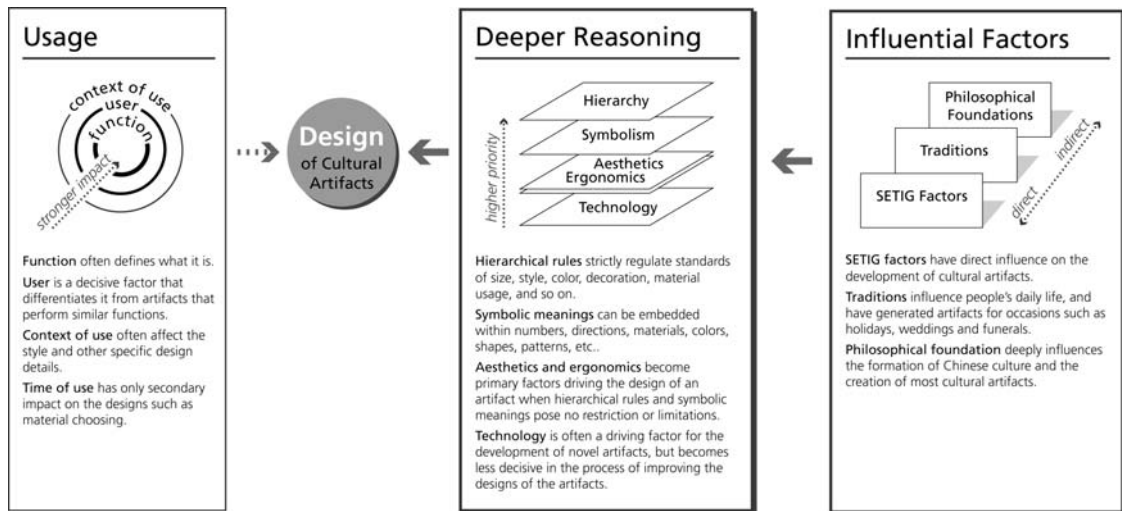 Usage
context of use
user
function
stronger impact
Function often defines what it is.
User is a decisive factor that
differentiates it from artifacts that
perform similar functions.
Context of use often affect the
style and other specific design
details.
Time of use has only secondary
impact on the designs such as
material choosing.
Design
of Cultural
Artifacts
Deeper Reasoning
higher priority
Hierarchy
Symbolism
Aesthetics
Ergonomics
Technology
Hierarchical rules strictly regulate standards
of size, style, color, decoration, material
usage, and so on.
Symbolic meanings can be embedded
within numbers, directions, materials, colors,
shapes, patterns, etc..
Aesthetics and ergonomics become
primary factors driving the design of an
artifact when hierarchical rules and symbolic
meanings pose no restriction or limitations.
Technology is often a driving factor for the
development of novel artifacts, but becomes
less decisive in the process of improving the
designs of the artifacts.
Influential Factors
Philosophical
Foundations
Traditions
SETIG Factors
indirect
direct
SETIG factors have direct influence on the
development of cultural artifacts.
Traditions influence people's daily life, and
have generated artifacts for occasions such as
holidays, weddings and funerals.
Philosophical foundation deeply influences
the formation of Chinese culture and the
creation of most cultural artifacts.